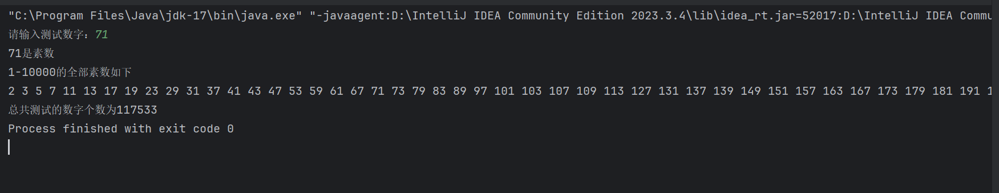 "C:\Program Files\Java\jdk-17\bin\java.exe" "-javaagent:D:\IntelliJ IDEA Community Edition 2023.3.4\lib\idea_rt.jar=52017:D:\IntelliJ IDEA Commu
请输入测试数字：71
71是素数
1-10000的全部素数如下
2 3 5 7 11 13 17 19 23 29 31 37 41 43 47 53 59 61 67 71 73 79 83 89 97 101 103 107 109 113 127 131 137 139 149 151 157 163 167 173 179 181 191 1
总共测试的数字个数为117533
Process finished with exit code 0